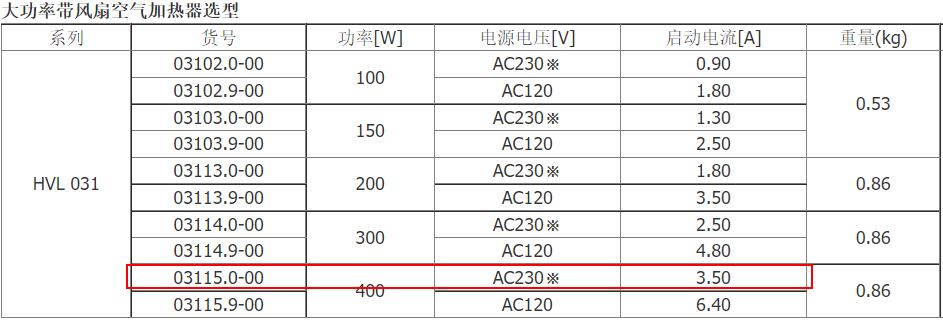 大功率带风扇空气加热器选型
系列 货号 功率[W] 电源电压[V] 启动电流[A] 重量(kg)
HVL 031
03102.0-00 100 AC230※ 0.90 0.53
03102.9-00 AC120 1.80
03103.0-00 150 AC230※ 1.30
03103.9-00 AC120 2.50
03113.0-00 200 AC230※ 1.80 0.86
03113.9-00 AC120 3.50
03114.0-00 300 AC230※ 2.50 0.86
03114.9-00 AC120 4.80
03115.0-00 400 AC230※ 3.50 0.86
03115.9-00 AC120 6.40